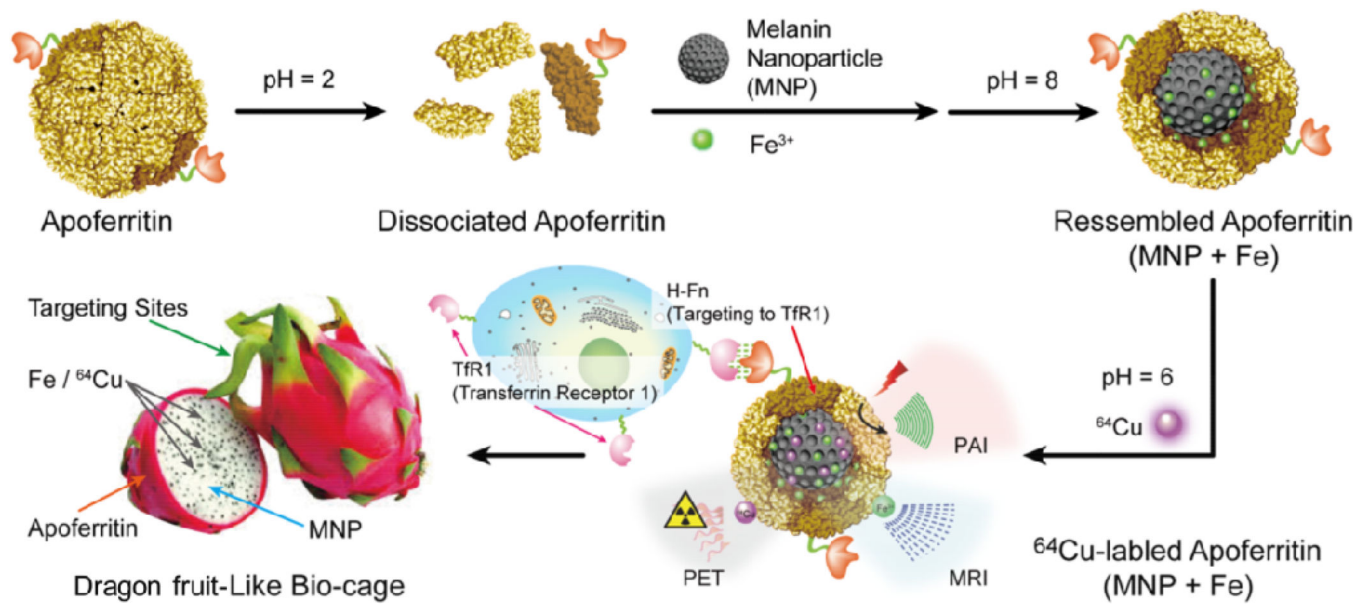 pH = 2
Melanin
Nanoparticle
(MNP)
Fe³⁺
pH = 8
Apoferritin
Dissociated Apoferritin
Ressembled Apoferritin
(MNP + Fe)
Targeting Sites
Fe / ⁶⁴Cu
Apoferritin
MNP
Dragon fruit-Like Bio-cage
H-Fn
(Targeting to TfR1)
TfR1
(Transferrin Receptor 1)
PAI
PET
MRI
pH = 6
⁶⁴Cu
⁶⁴Cu-labled Apoferritin
(MNP + Fe)